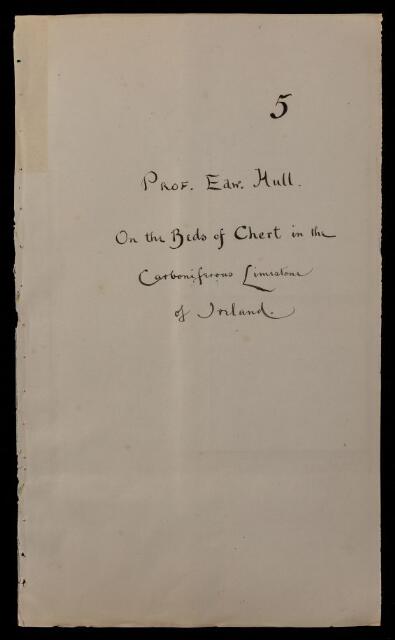 5
Prof. Edw. Hull.
On the Beds of Chert in the
Carboniferous Limestone
of Ireland.